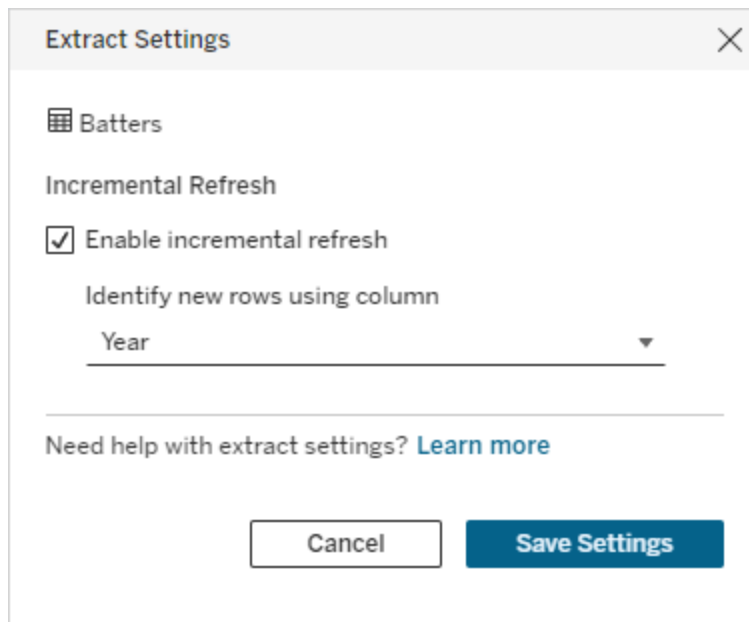 Extract Settings
Batters
Incremental Refresh
Enable incremental refresh
Identify new rows using column
Year
Need help with extract settings? Learn more
Cancel Save Settings